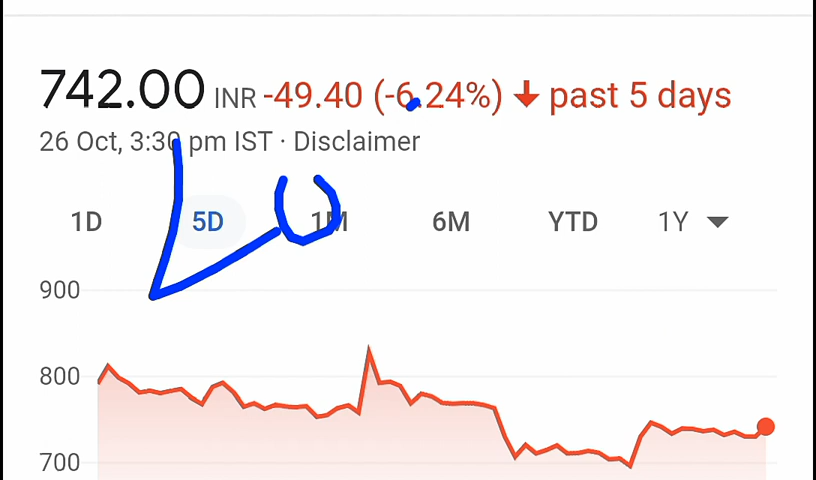 742.00 INR -49.40 (-6.24%) ↓ past 5 days
26 Oct, 3:30 pm IST · Disclaimer
1D 5D 1M 6M YTD 1Y
900
800
700